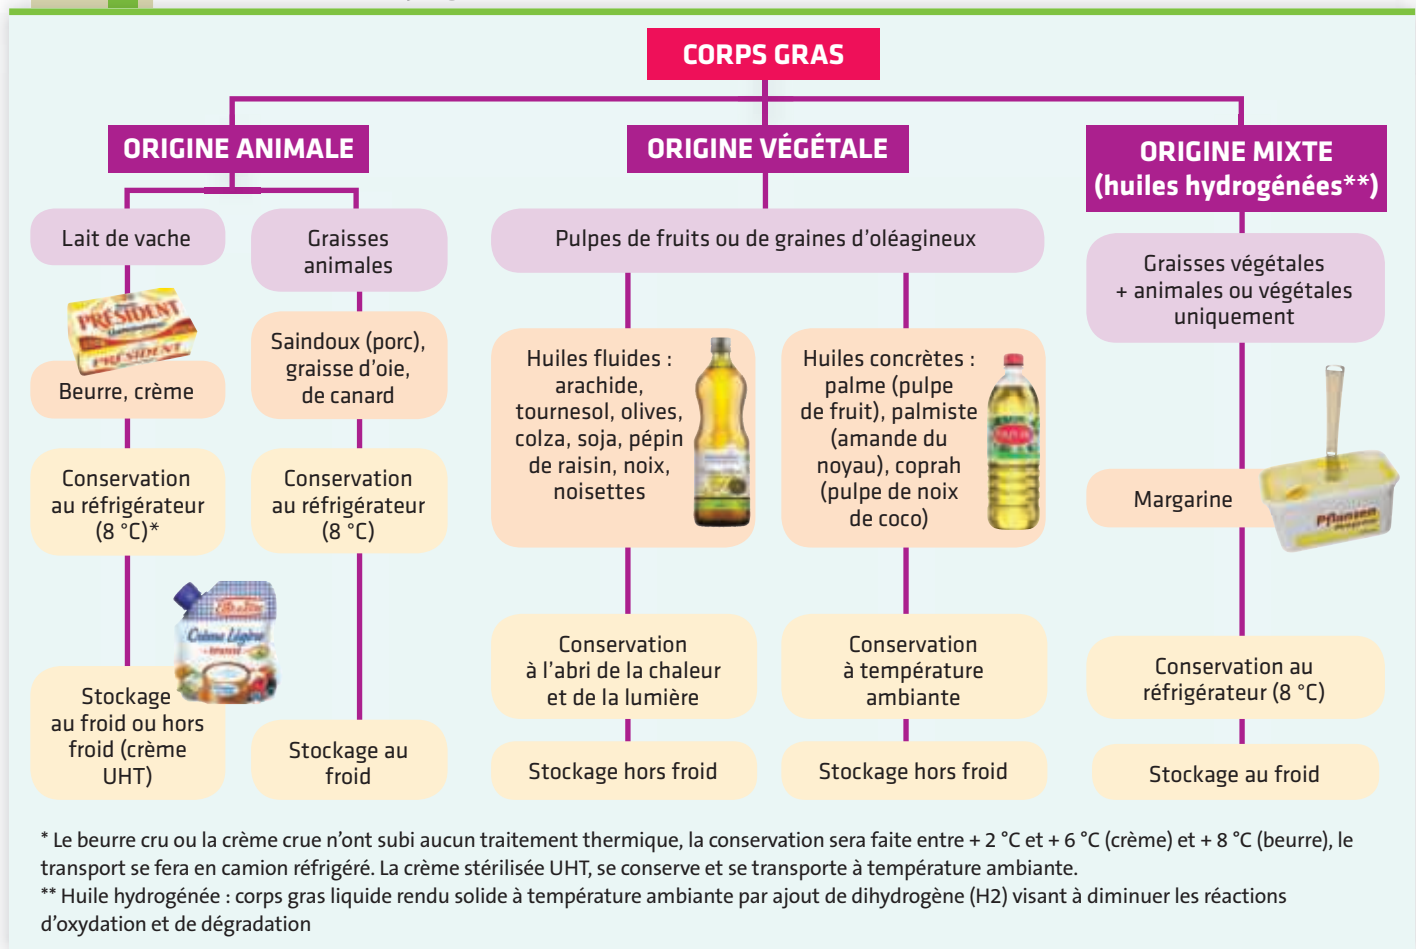 CORPS GRAS
ORIGINE ANIMALE
Lait de vache
PRÉSIDENT
PRÉSIDENT
Beurre, crème
Conservation
au réfrigérateur
(8 °C)*
Crème Légère
Stockage
au froid ou hors
froid (crème
UHT)
Graisses
animales
Saindoux (porc),
graisse d’oie,
de canard
Conservation
au réfrigérateur
(8 °C)
Stockage au
froid
ORIGINE VÉGÉTALE
Pulpes de fruits ou de graines d’oléagineux
Huiles fluides :
arachide,
tournesol, olives,
colza, soja, pépin
de raisin, noix,
noisettes
Conservation
à l’abri de la chaleur
et de la lumière
Stockage hors froid
Huiles concrètes :
palme (pulpe
de fruit), palmiste
(amande du
noyau), coprah
(pulpe de noix
de coco)
Conservation
à température
ambiante
Stockage hors froid
ORIGINE MIXTE
(huiles hydrogénées**)
Graisses végétales
+ animales ou végétales
uniquement
Margarine
Pflanzen
Conservation au
réfrigérateur (8 °C)
Stockage au froid
* Le beurre cru ou la crème crue n’ont subi aucun traitement thermique, la conservation sera faite entre + 2 °C et + 6 °C (crème) et + 8 °C (beurre), le
transport se fera en camion réfrigéré. La crème stérilisée UHT, se conserve et se transporte à température ambiante.
** Huile hydrogénée : corps gras liquide rendu solide à température ambiante par ajout de dihydrogène (H2) visant à diminuer les réactions
d’oxydation et de dégradation